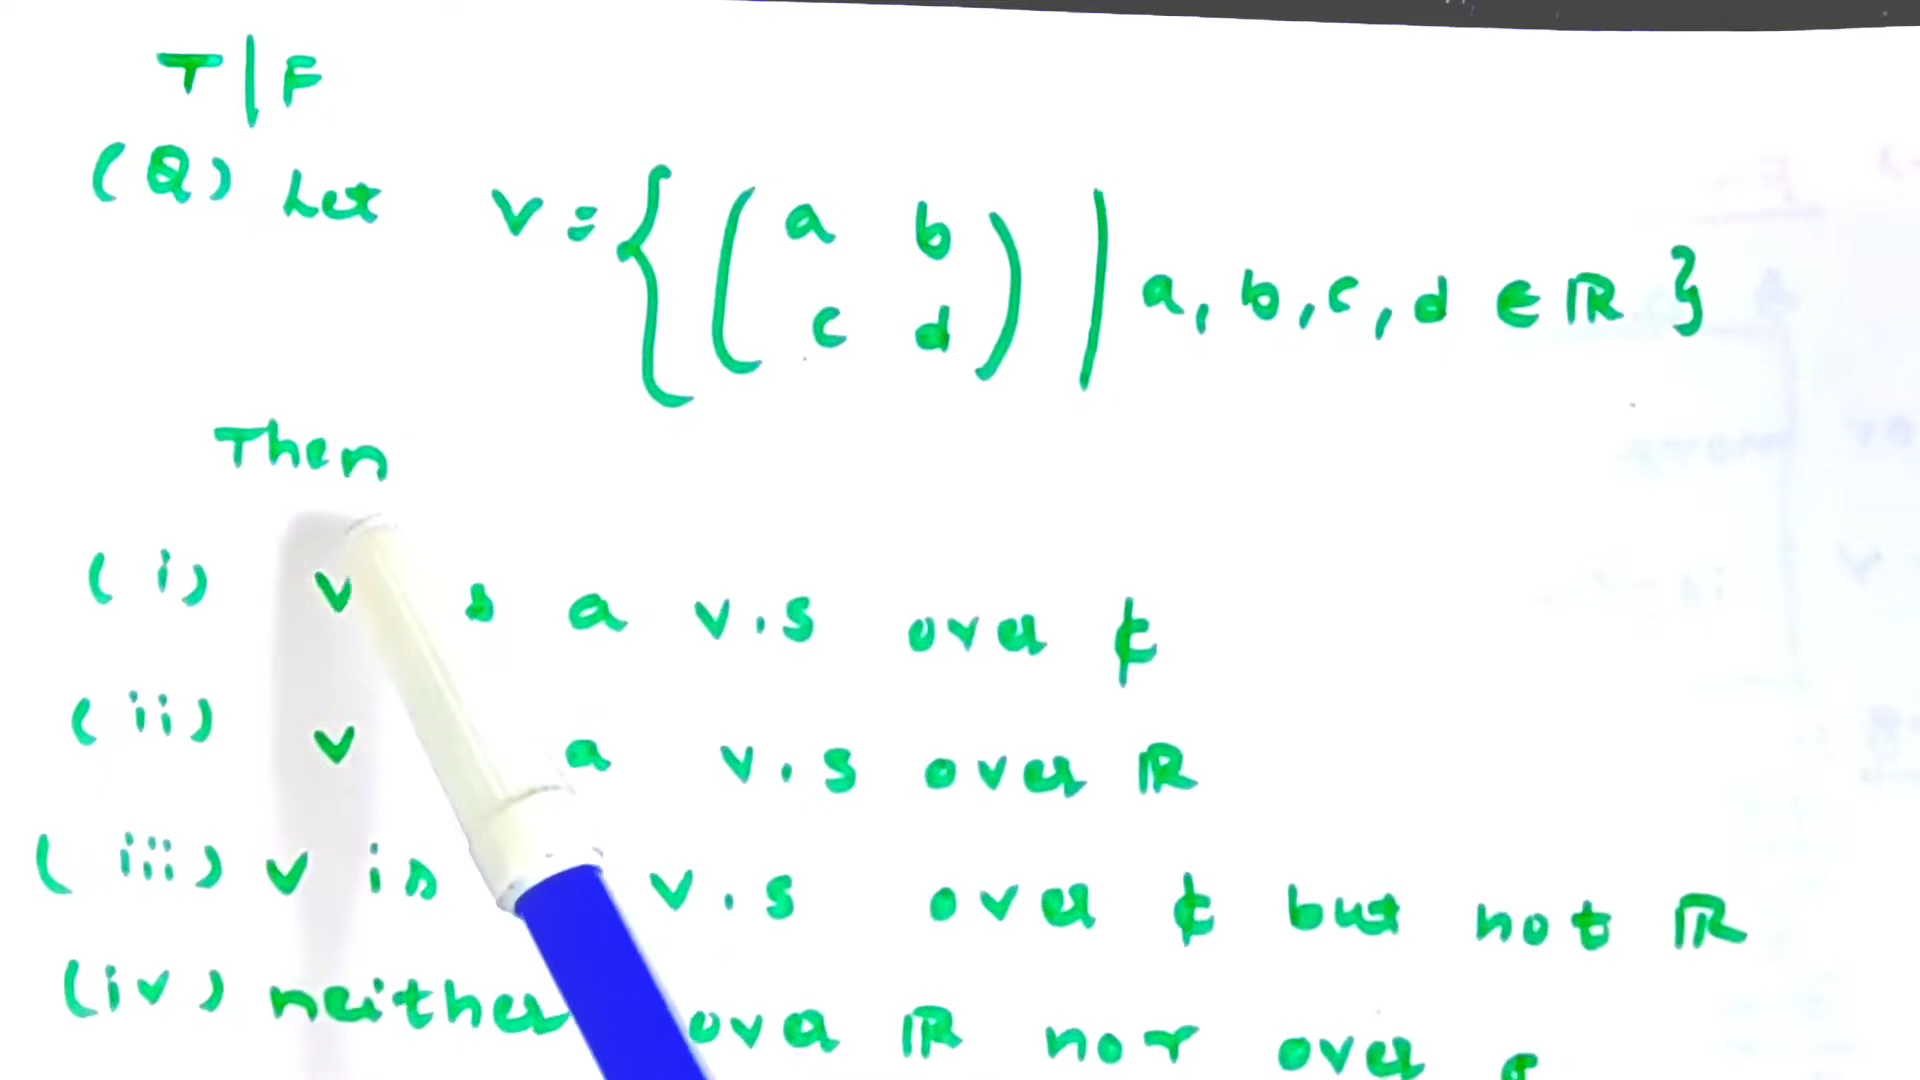 T|F
(Q) Let V = { ( a b
c d ) | a, b, c, d ∈ ℝ }
Then
(i) V a v.s over ₵
(ii) V a v.s over ℝ
(iii) V is v.s over ₵ but not ℝ
(iv) neither over ℝ nor over